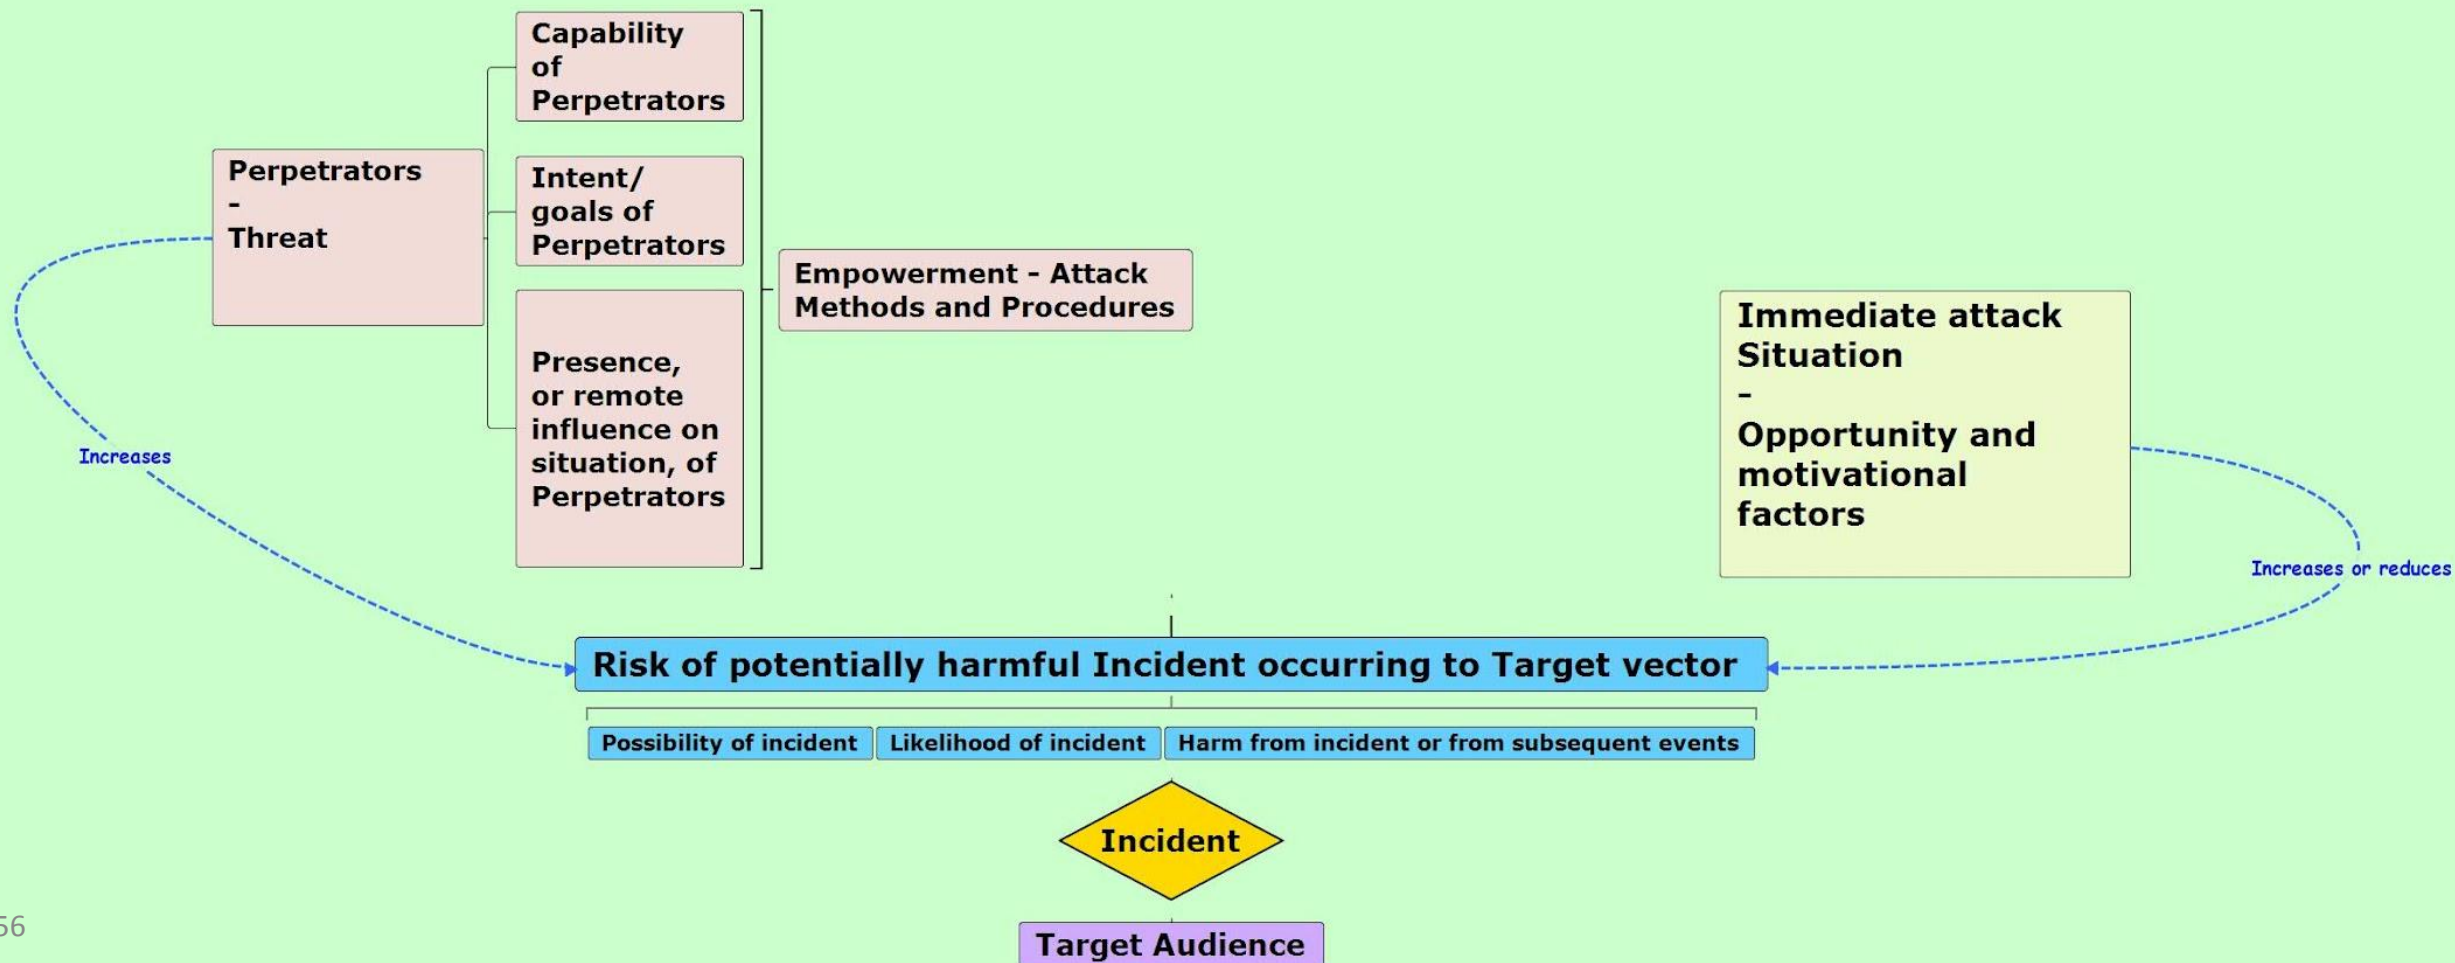 Capability
of
Perpetrators
Perpetrators
-
Threat
Intent/
goals of
Perpetrators
Empowerment - Attack
Methods and Procedures
Presence,
or remote
influence on
situation, of
Perpetrators
Immediate attack
Situation
-
Opportunity and
motivational
factors
Increases
Increases or reduces
Risk of potentially harmful Incident occurring to Target vector
Possibility of incident
Likelihood of incident
Harm from incident or from subsequent events
Incident
56
Target Audience